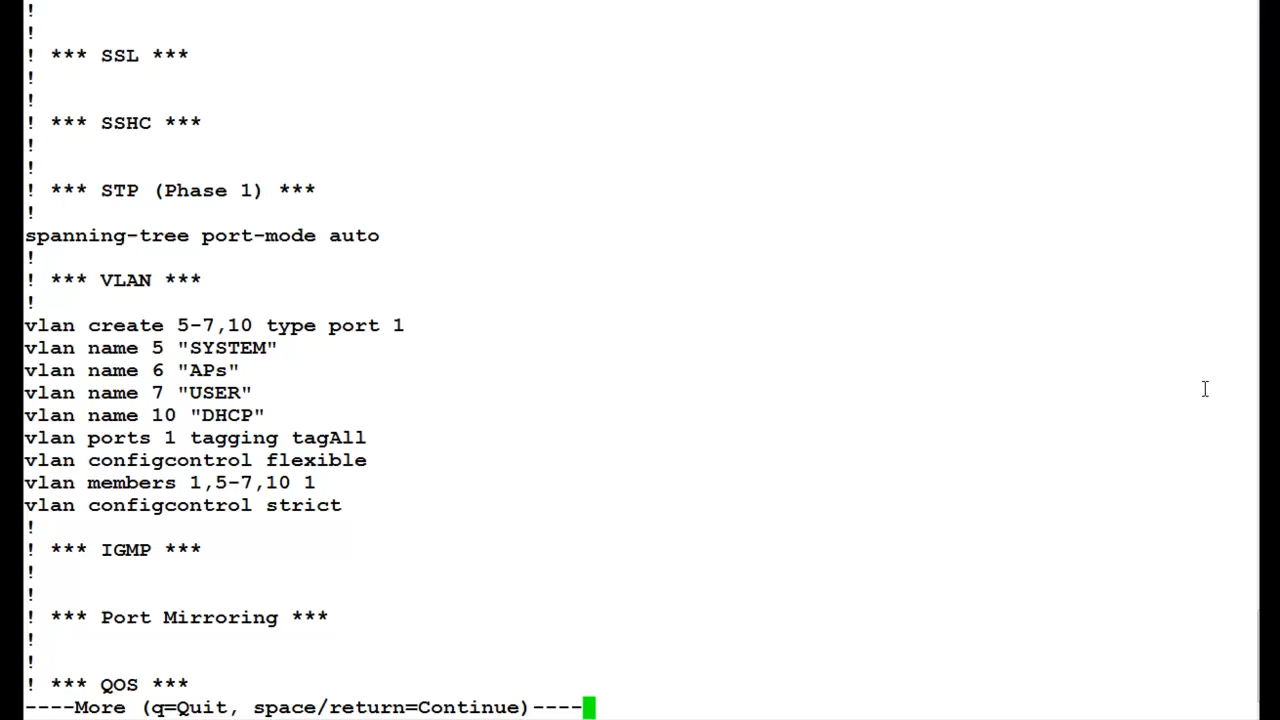 !
!
! *** SSL ***
!
!
! *** SSHC ***
!
!
! *** STP (Phase 1) ***
!
spanning-tree port-mode auto
!
! *** VLAN ***
!
vlan create 5-7,10 type port 1
vlan name 5 "SYSTEM"
vlan name 6 "APs"
vlan name 7 "USER"
vlan name 10 "DHCP"
vlan ports 1 tagging tagAll
vlan configcontrol flexible
vlan members 1,5-7,10 1
vlan configcontrol strict
!
! *** IGMP ***
!
!
! *** Port Mirroring ***
!
!
! *** QOS ***
----More (q=Quit, space/return=Continue)----